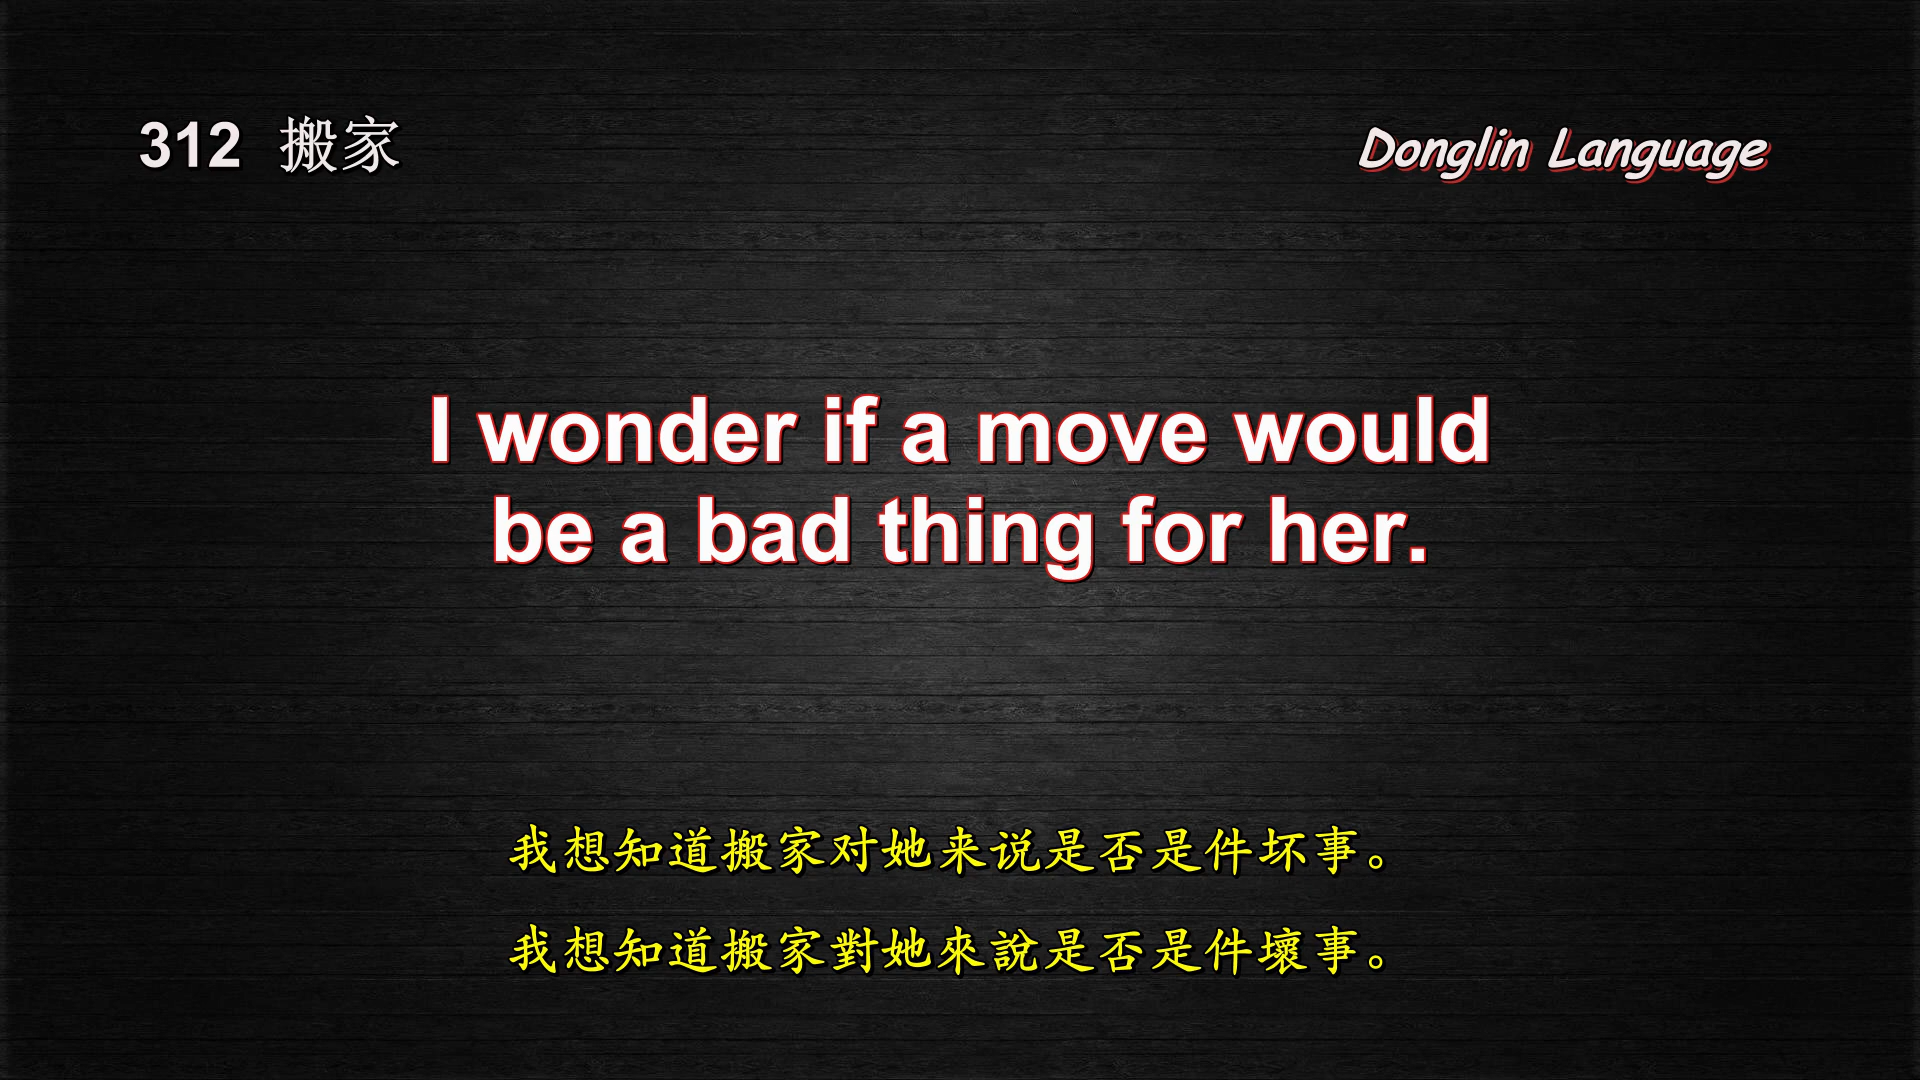 312 搬家
Donglin Language
I wonder if a move would
be a bad thing for her.
我想知道搬家对她来说是否是件坏事。
我想知道搬家對她來說是否是件壞事。